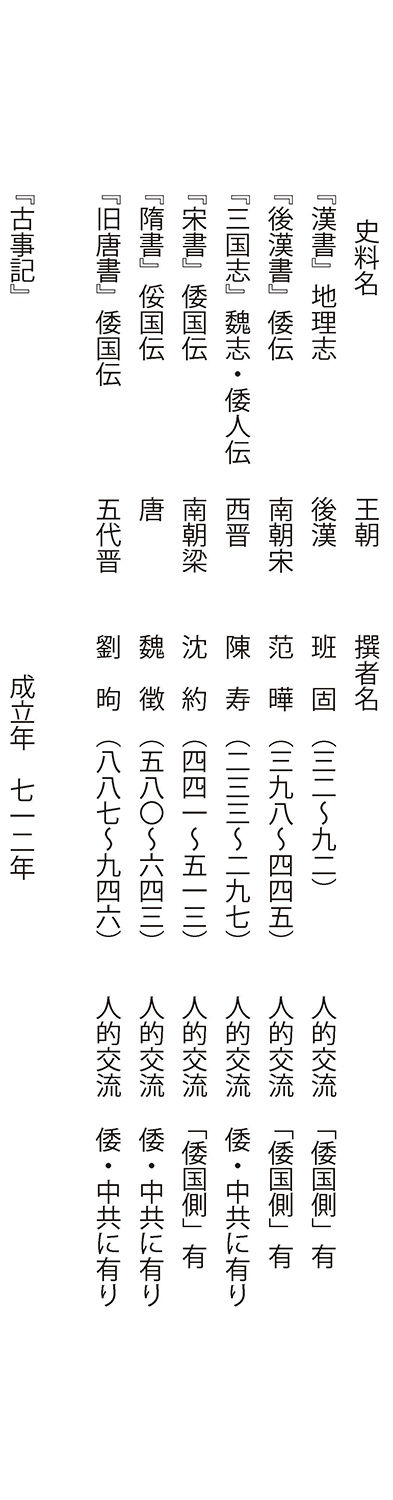 史料名　王朝　撰者名
『漢書』地理志　後漢　班　固（三二〜九二）　人的交流　「倭国側」有
『後漢書』倭伝　南朝宋　范　曄（三九八〜四四五）　人的交流　「倭国側」有
『三国志』魏志・倭人伝　西晋　陳　寿（二三三〜二九七）　人的交流　倭・中共に有り
『宋書』倭国伝　南朝梁　沈　約（四四一〜五一三）　人的交流　「倭国側」有
『隋書』俀国伝　唐　魏　徴（五八〇〜六四三）　人的交流　倭・中共に有り
『旧唐書』倭国伝　五代晋　劉　昫（八八七〜九四六）　人的交流　倭・中共に有り
『古事記』　成立年　七一二年